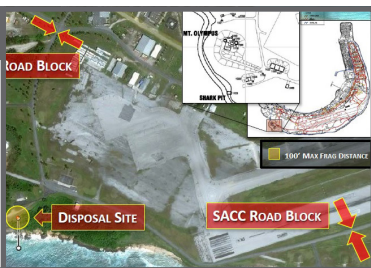 MT. OLYMPUS
SHARK PIT
ROAD BLOCK
100' MAX FRAG DISTANCE
DISPOSAL SITE
SACC ROAD BLOCK